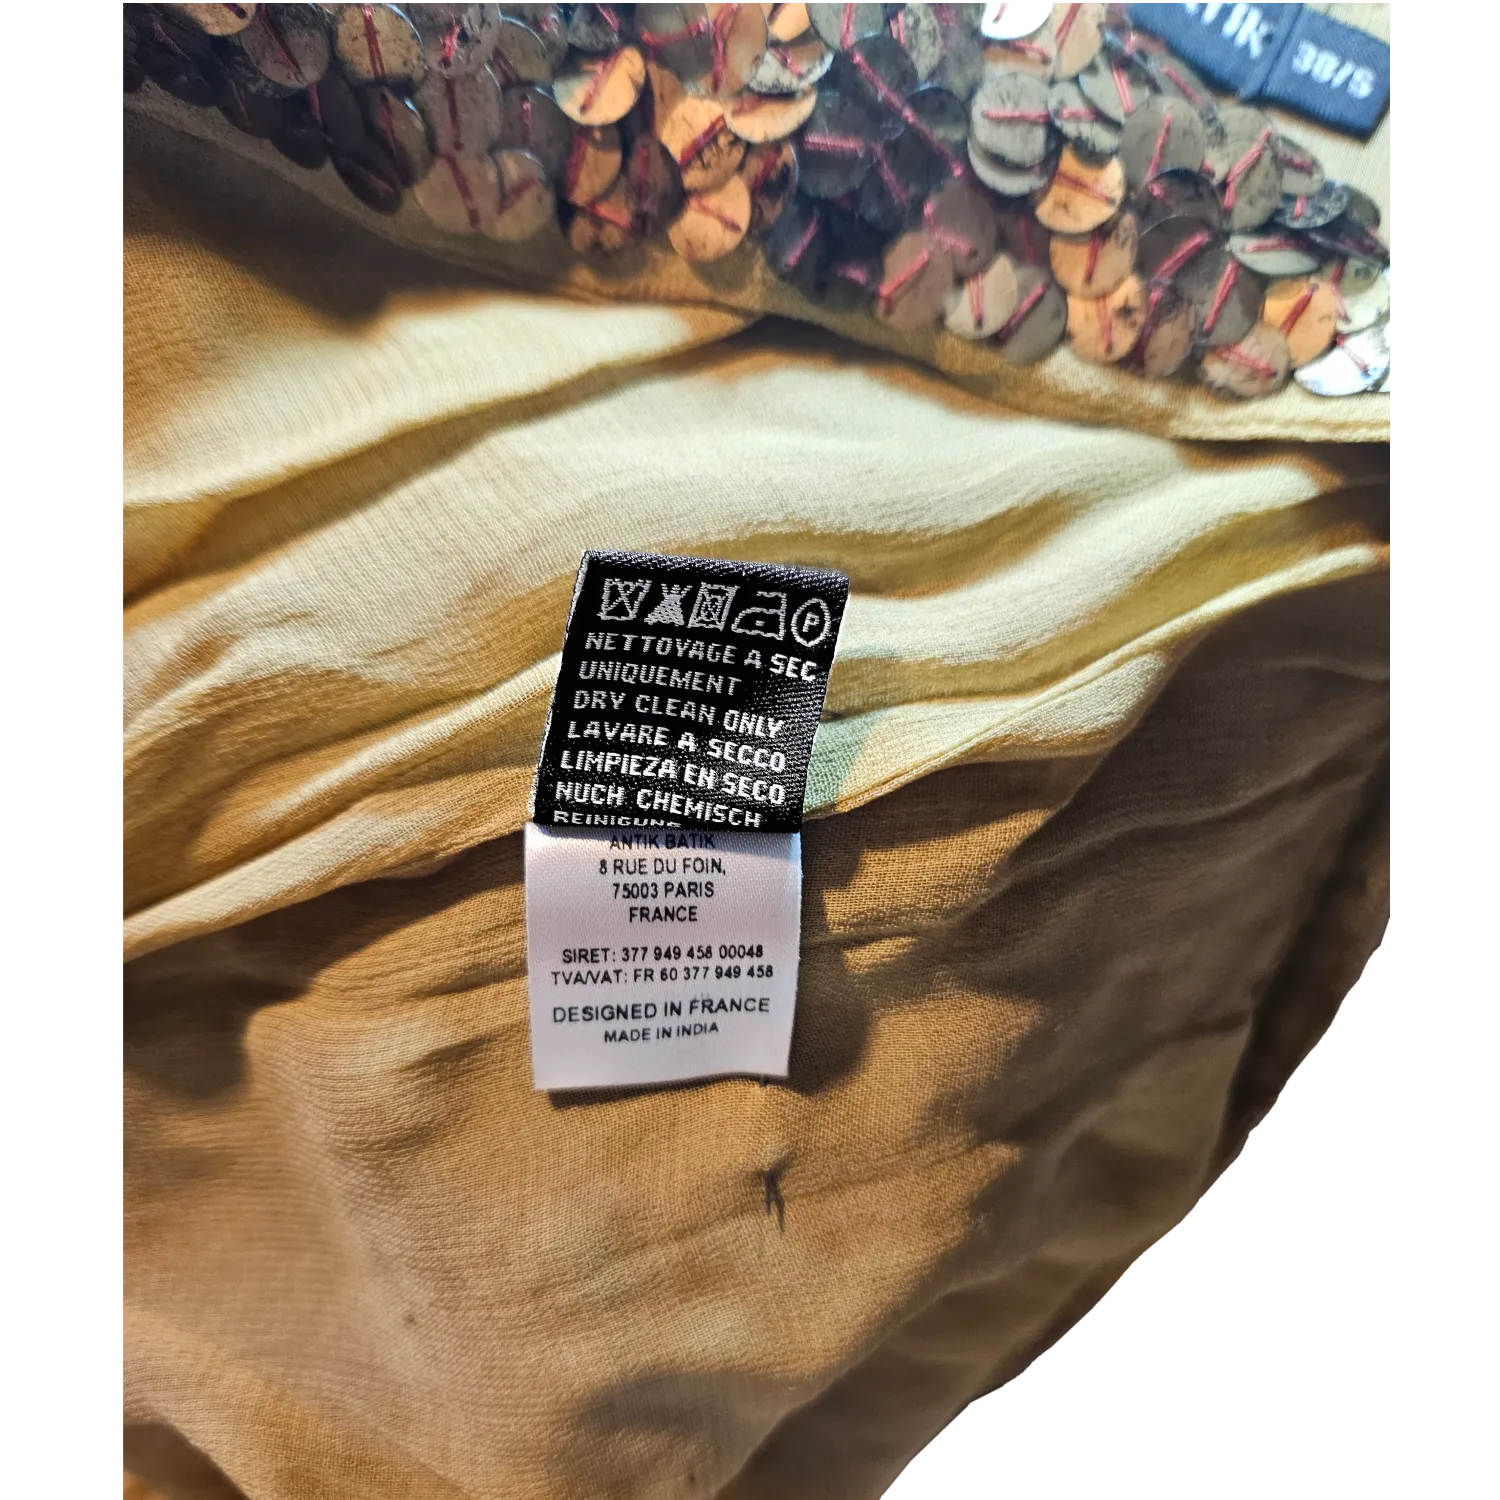 TIK
38/S
P
NETTOYAGE A SEC
UNIQUEMENT
DRY CLEAN ONLY
LAVARE A SECCO
LIMPIEZA EN SECO
NUCH CHEMISCH
REINIGUNG
ANTIK BATIK
8 RUE DU FOIN,
75003 PARIS
FRANCE
SIRET: 377 949 458 00048
TVA/VAT: FR 60 377 949 458
DESIGNED IN FRANCE
MADE IN INDIA